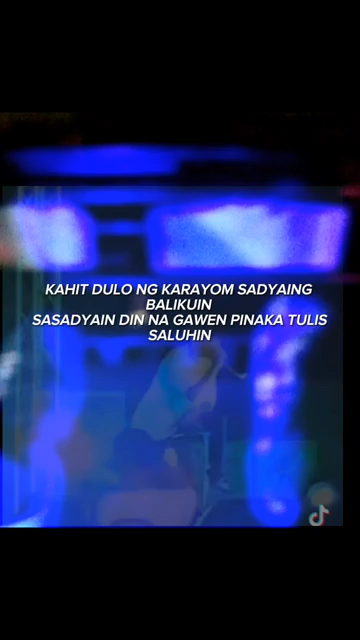 KAHIT DULO NG KARAYOM SADYAING
BALIKUIN
SASADYAIN DIN NA GAWEN PINAKA TULIS
SALUHIN